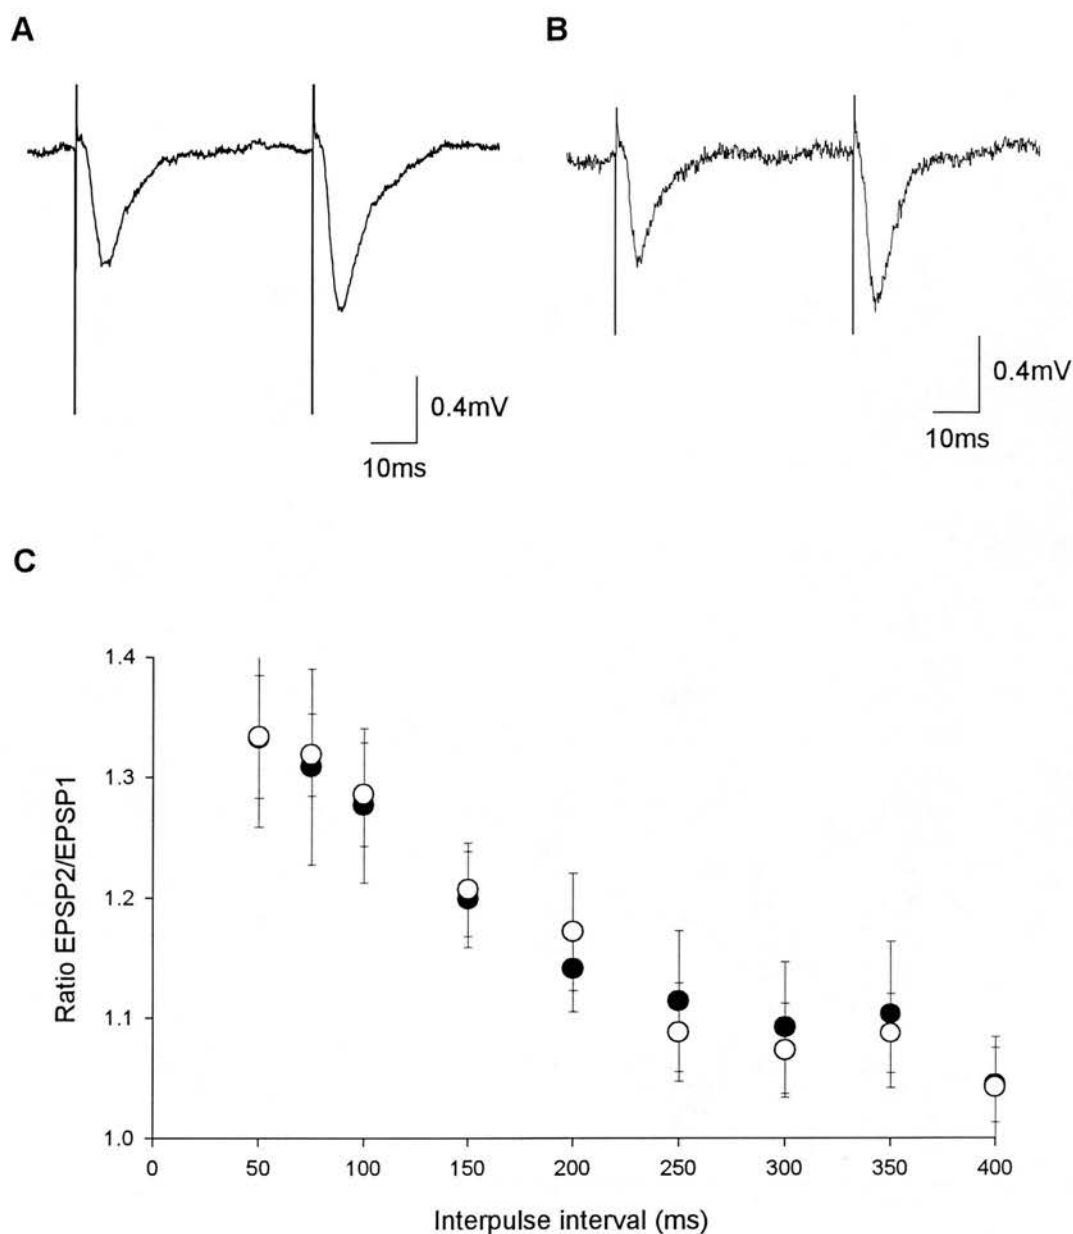 A
B
0.4mV
10ms
0.4mV
10ms
C
Ratio EPSP2/EPSP1
1.4
1.3
1.2
1.1
1.0
0 50 100 150 200 250 300 350 400
Interpulse interval (ms)